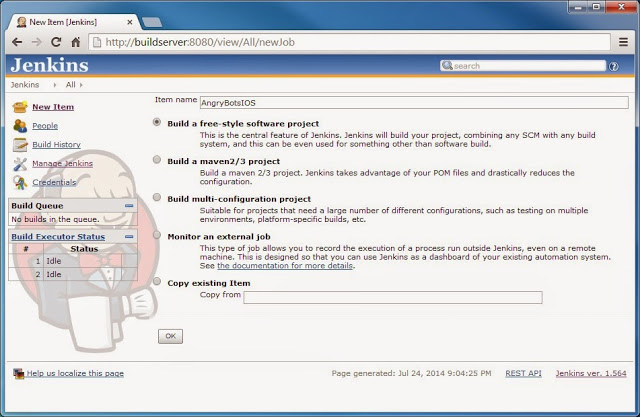 New Item [Jenkins]
http://buildserver:8080/view/All/newJob
Jenkins
search
Jenkins
All
New Item
People
Build History
Manage Jenkins
Credentials
Build Queue
No builds in the queue.
Build Executor Status
# Status
1 Idle
2 Idle
Item name AngryBotsIOS
Build a free-style software project
This is the central feature of Jenkins. Jenkins will build your project, combining any SCM with any build
system, and this can be even used for something other than software build.
Build a maven2/3 project
Build a maven 2/3 project. Jenkins takes advantage of your POM files and drastically reduces the
configuration.
Build multi-configuration project
Suitable for projects that need a large number of different configurations, such as testing on multiple
environments, platform-specific builds, etc.
Monitor an external job
This type of job allows you to record the execution of a process run outside Jenkins, even on a remote
machine. This is designed so that you can use Jenkins as a dashboard of your existing automation system.
See the documentation for more details.
Copy existing Item
Copy from
OK
Help us localize this page
Page generated: Jul 24, 2014 9:04:25 PM REST API Jenkins ver. 1.564